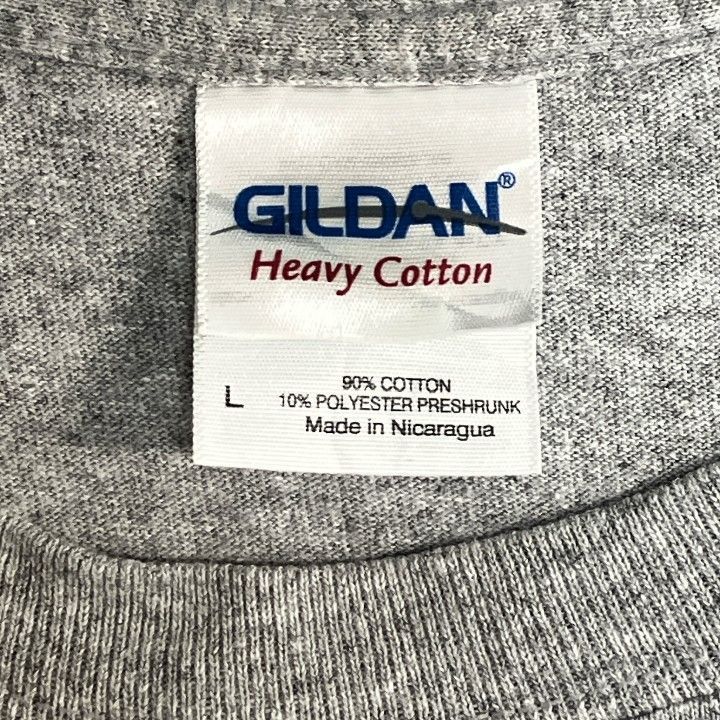 GILDAN®
Heavy Cotton
L
90% COTTON
10% POLYESTER PRESHRUNK
Made in Nicaragua